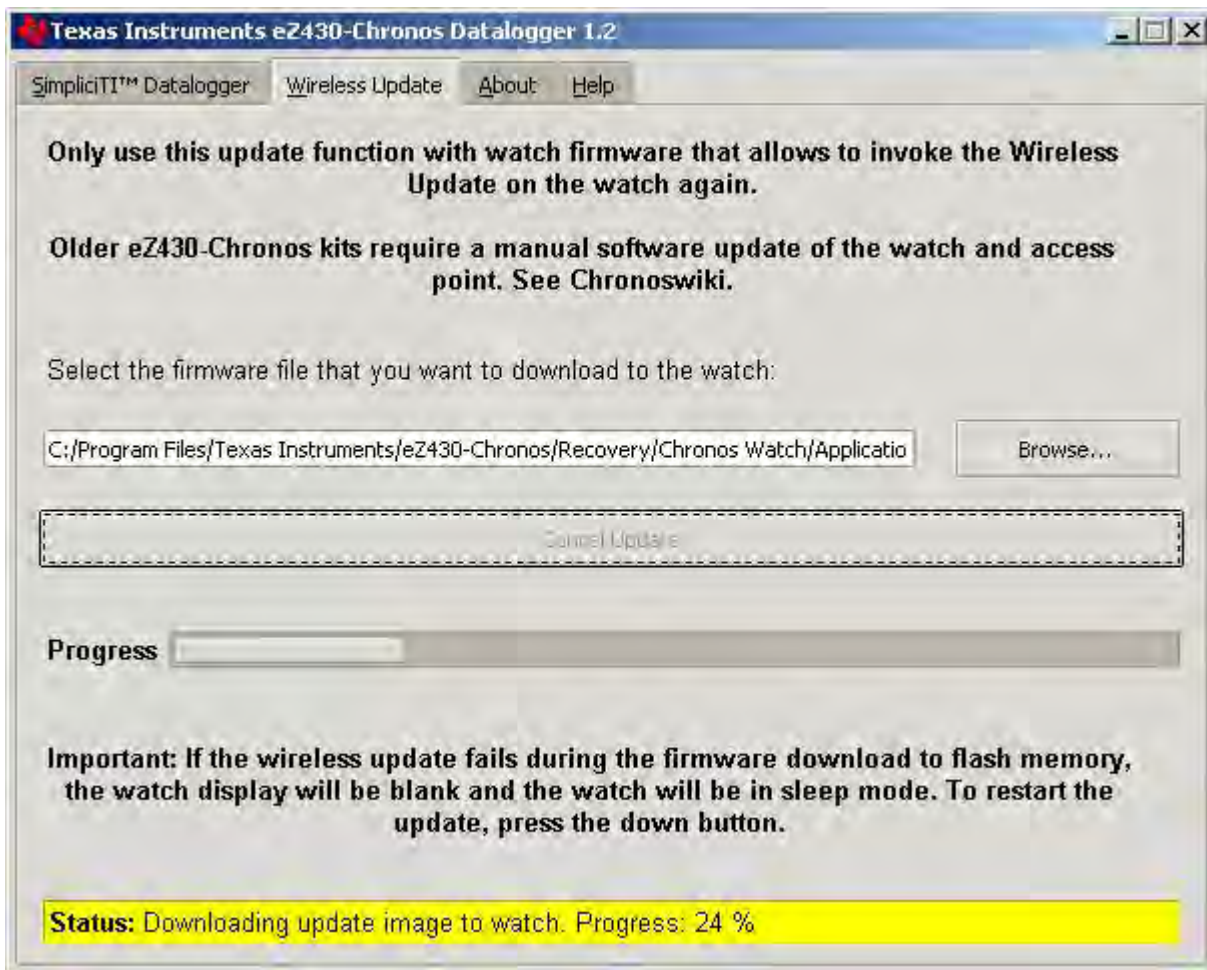 Texas Instruments eZ430-Chronos Datalogger 1.2
SimpliciTI™ Datalogger Wireless Update About Help
Only use this update function with watch firmware that allows to invoke the Wireless
Update on the watch again.
Older eZ430-Chronos kits require a manual software update of the watch and access
point. See Chronoswiki.
Select the firmware file that you want to download to the watch:
C:/Program Files/Texas Instruments/eZ430-Chronos/Recovery/Chronos Watch/Applicatio Browse...
Cancel Update
Progress
Important: If the wireless update fails during the firmware download to flash memory,
the watch display will be blank and the watch will be in sleep mode. To restart the
update, press the down button.
Status: Downloading update image to watch. Progress: 24 %